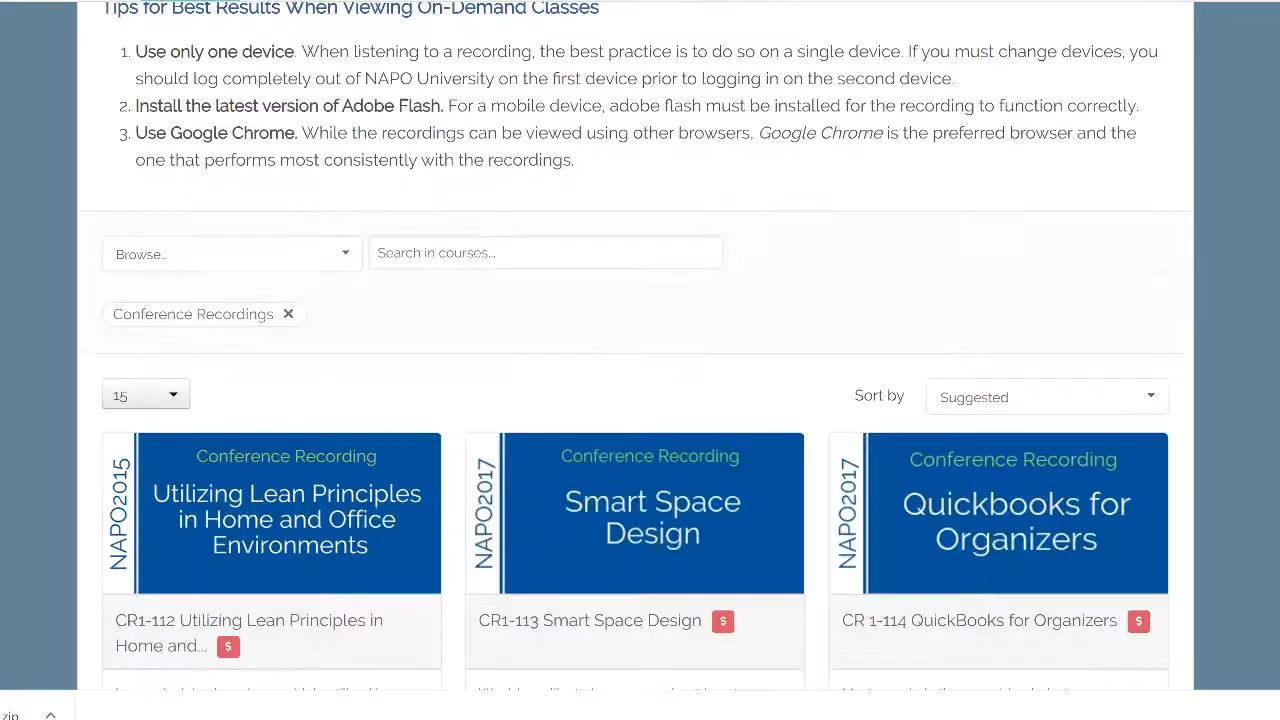 Tips for Best Results When Viewing On-Demand Classes
1. Use only one device. When listening to a recording, the best practice is to do so on a single device. If you must change devices, you
should log completely out of NAPO University on the first device prior to logging in on the second device.
2. Install the latest version of Adobe Flash. For a mobile device, adobe flash must be installed for the recording to function correctly.
3. Use Google Chrome. While the recordings can be viewed using other browsers, Google Chrome is the preferred browser and the
one that performs most consistently with the recordings.
Browse...
Search in courses...
Conference Recordings ×
15
Sort by
Suggested
NAPO2015
Conference Recording
Utilizing Lean Principles
in Home and Office
Environments
CR1-112 Utilizing Lean Principles in
Home and... $
NAPO2017
Conference Recording
Smart Space
Design
CR1-113 Smart Space Design $
NAPO2017
Conference Recording
Quickbooks for
Organizers
CR 1-114 QuickBooks for Organizers $
zip